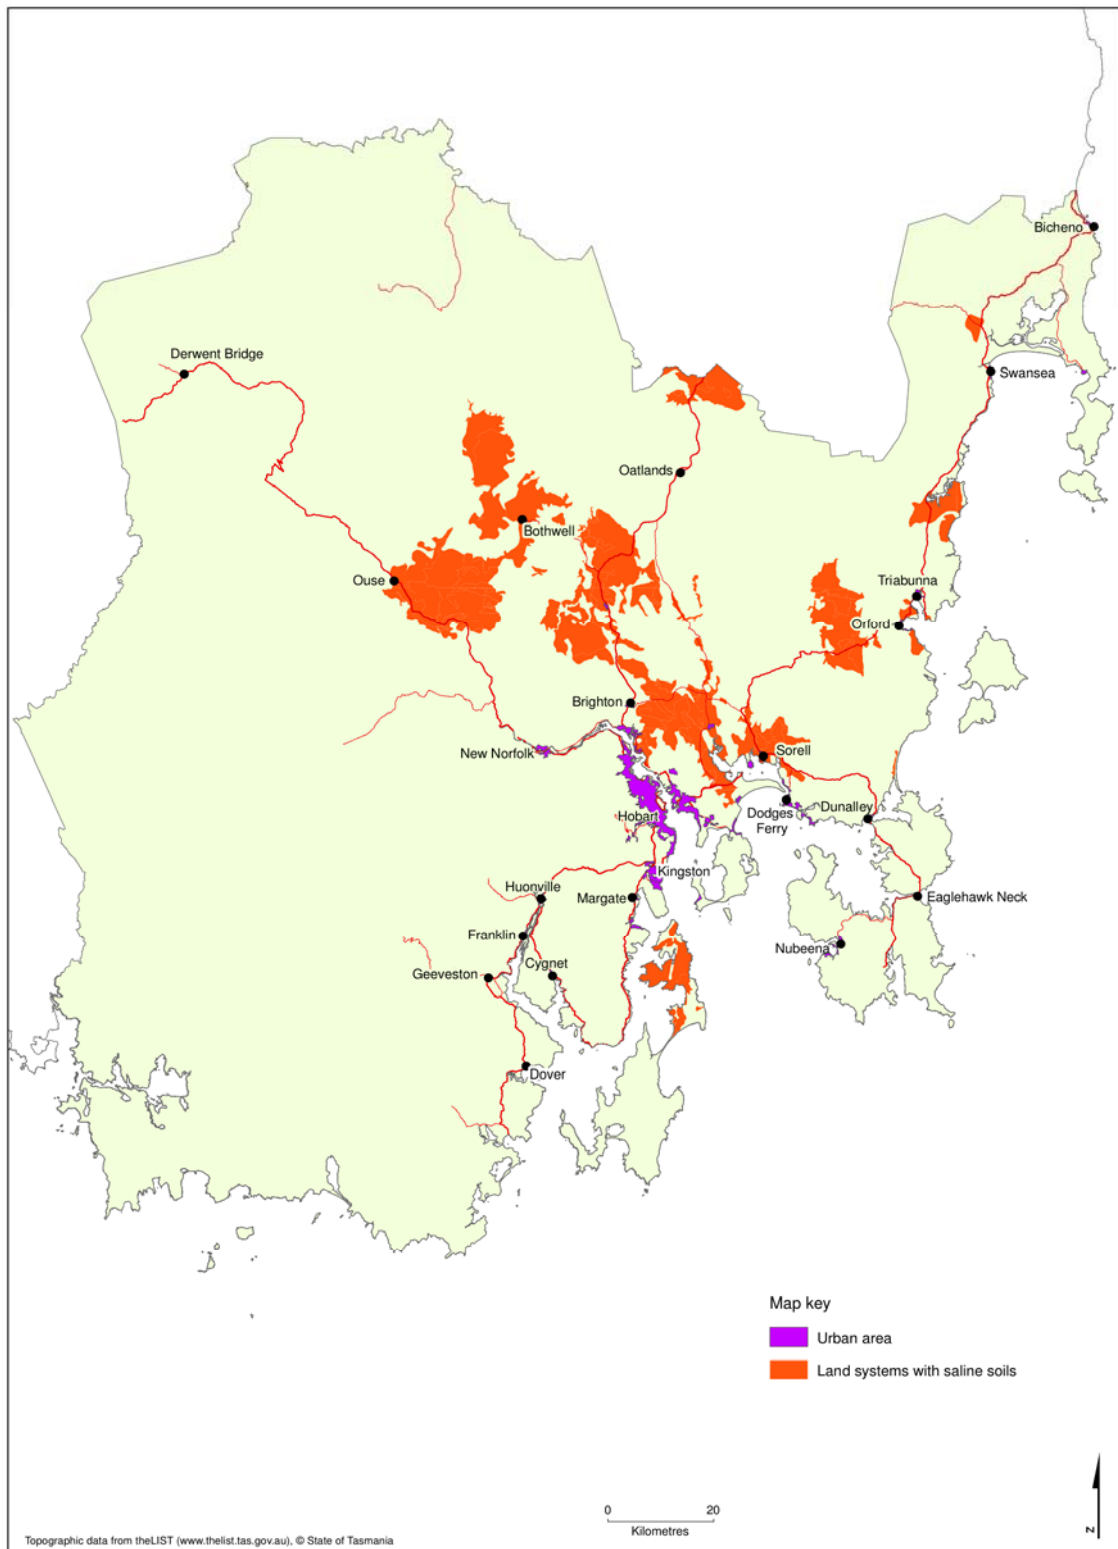 Bicheno
Derwent Bridge
Swansea
Oatlands
Bothwell
Ouse
Triabunna
Orford
Brighton
New Norfolk
Sorell
Hobart
Dodges
Ferry
Dunalley
Kingston
Huonville
Margate
Eaglehawk Neck
Franklin
Nubeena
Cygnet
Geeveston
Dover
Map key
Urban area
Land systems with saline soils
0 20
Kilometres
N
Topographic data from theLIST (www.thelist.tas.gov.au), © State of Tasmania